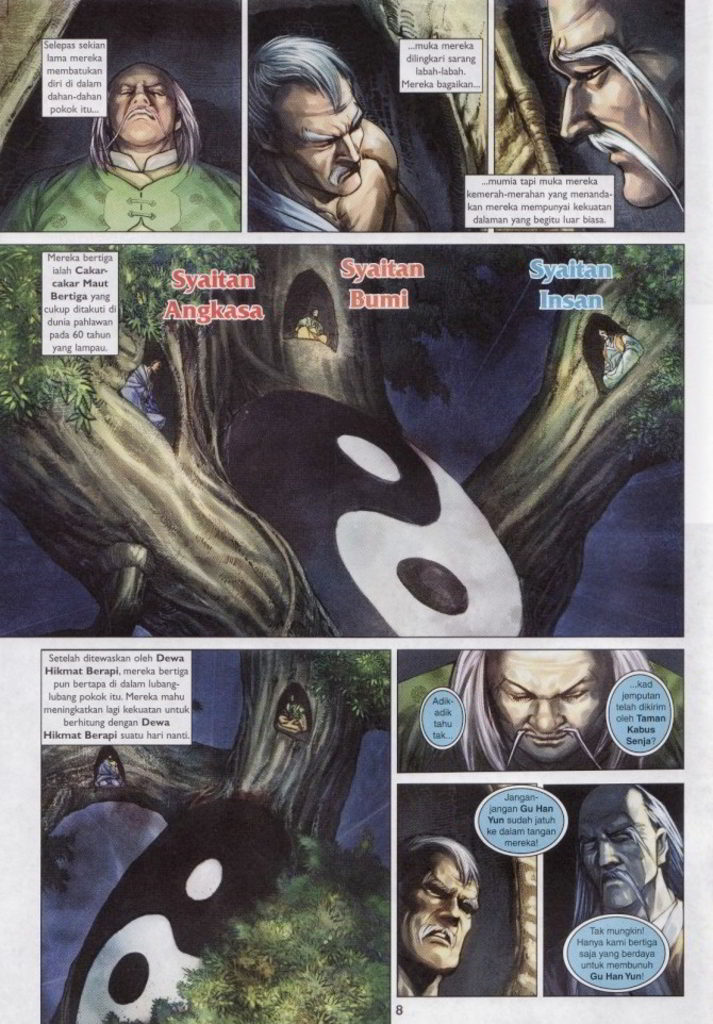 Selepas sekian
lama mereka
membatukan
diri di dalam
dahan-dahan
pokok itu...
...muka mereka
dilingkari sarang
labah-labah.
Mereka bagaikan...
...mumia tapi muka mereka
kemerah-merahan yang menanda-
kan mereka mempunyai kekuatan
dalaman yang begitu luar biasa.
Mereka bertiga
ialah Cakar-
cakar Maut
Bertiga yang
cukup ditakuti di
dunia pahlawan
pada 60 tahun
yang lampau.
Syaitan
Angkasa
Syaitan
Bumi
Syaitan
Insan
Setelah ditewaskan oleh Dewa
Hikmat Berapi, mereka bertiga
pun bertapa di dalam lubang-
lubang pokok itu. Mereka mahu
meningkatkan lagi kekuatan untuk
berhitung dengan Dewa
Hikmat Berapi suatu hari nanti.
Adik-
adik
tahu
tak...
...kad
jemputan
telah dikirim
oleh Taman
Kabus
Senja?
Jangan-
jangan Gu Han
Yun sudah jatuh
ke dalam tangan
mereka!
Tak mungkin!
Hanya kami bertiga
saja yang berdaya
untuk membunuh
Gu Han Yun!
8